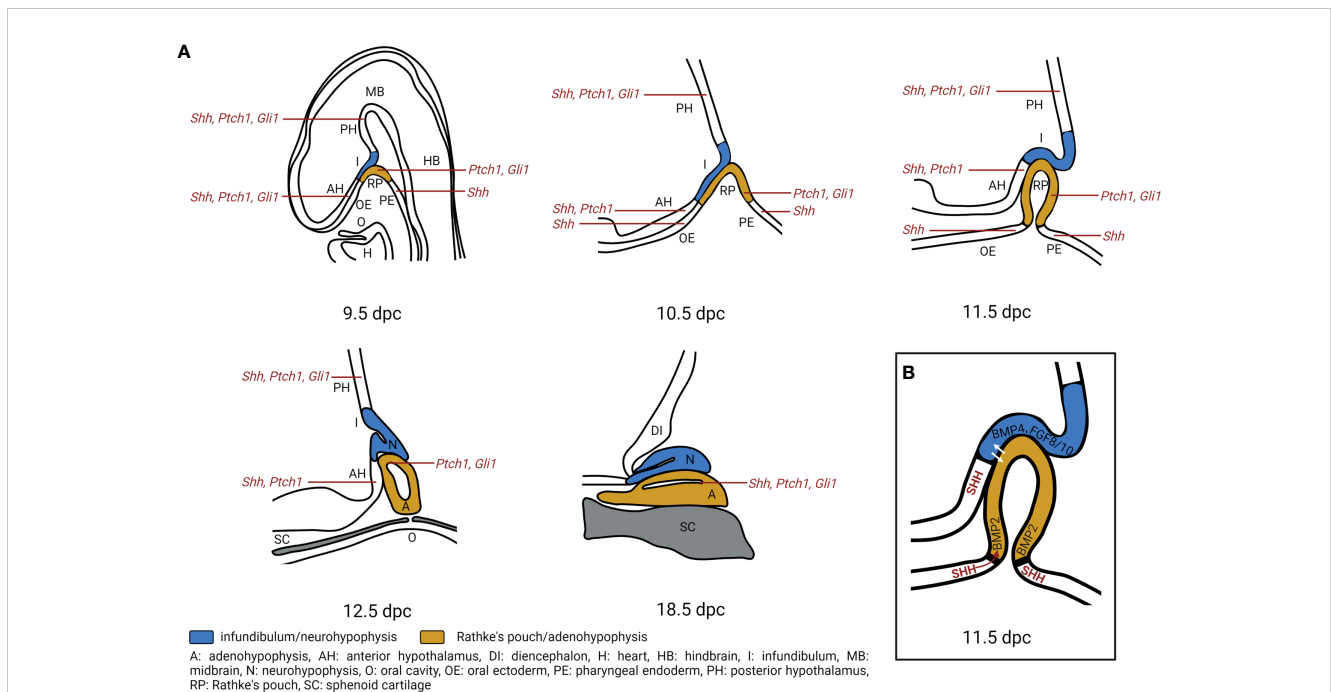 A
MB
Shh, Ptch1, Gli1
PH
I
HB
Ptch1, Gli1
AH
RP
Shh
Shh, Ptch1, Gli1
OE
PE
O
H
9.5 dpc
Shh, Ptch1, Gli1
PH
I
RP
Ptch1, Gli1
AH
Shh, Ptch1
Shh
Shh
PE
OE
10.5 dpc
Shh, Ptch1, Gli1
PH
I
Shh, Ptch1
AH
RP
Ptch1, Gli1
Shh
Shh
OE
PE
11.5 dpc
Shh, Ptch1, Gli1
PH
I
N
Ptch1, Gli1
AH
Shh, Ptch1
A
SC
O
12.5 dpc
DI
N
Shh, Ptch1, Gli1
A
SC
18.5 dpc
B
BMP4, FGF8/10
SHH
BMP2
BMP2
SHH
SHH
11.5 dpc
infundibulum/neurohypophysis
Rathke's pouch/adenohypophysis
A: adenohypophysis, AH: anterior hypothalamus, DI: diencephalon, H: heart, HB: hindbrain, I: infundibulum, MB:
midbrain, N: neurohypophysis, O: oral cavity, OE: oral ectoderm, PE: pharyngeal endoderm, PH: posterior hypothalamus,
RP: Rathke's pouch, SC: sphenoid cartilage